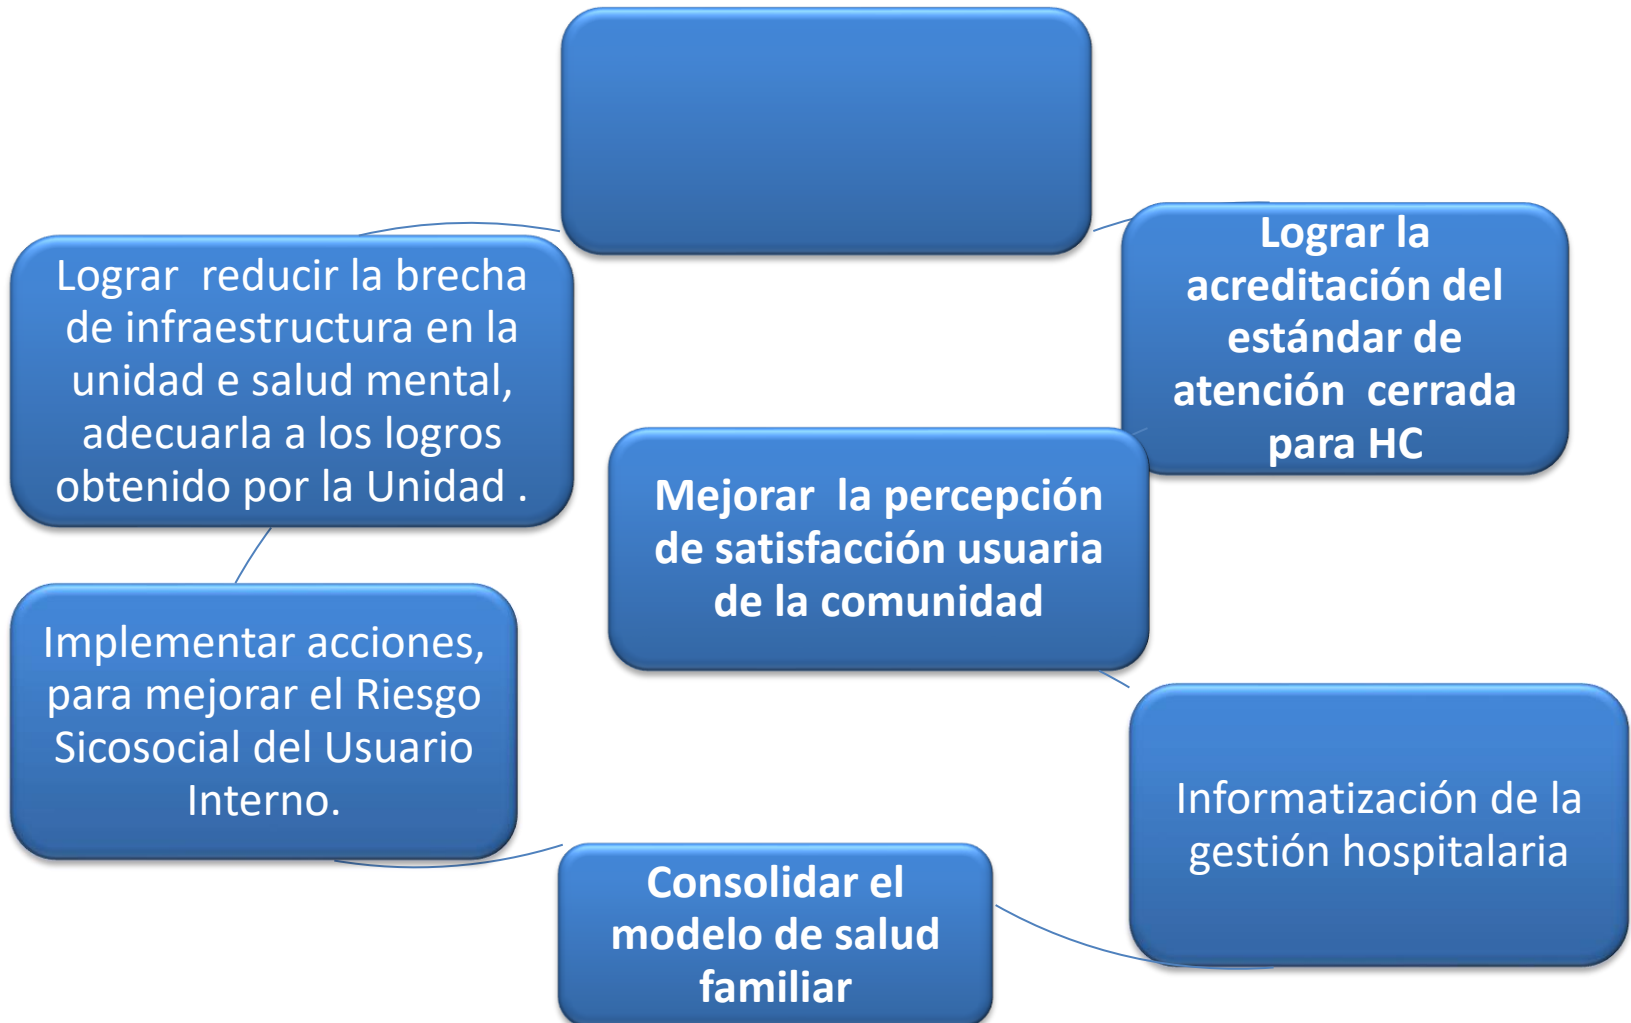 Lograr la
acreditación del
estándar de
atención cerrada
para HC
Lograr reducir la brecha
de infraestructura en la
unidad e salud mental,
adecuarla a los logros
obtenido por la Unidad .
Mejorar la percepción
de satisfacción usuaria
de la comunidad
Implementar acciones,
para mejorar el Riesgo
Sicosocial del Usuario
Interno.
Informatización de la
gestión hospitalaria
Consolidar el
modelo de salud
familiar